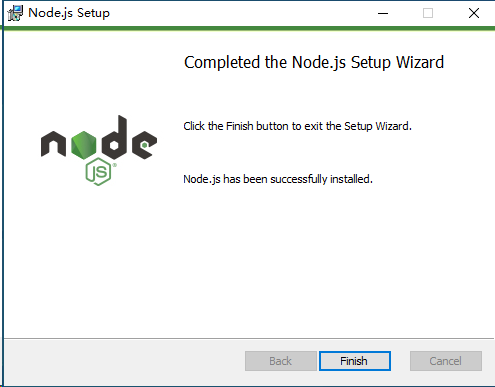 Node.js Setup
Completed the Node.js Setup Wizard
Click the Finish button to exit the Setup Wizard.
node
JS
Node.js has been successfully installed.
Back
Finish
Cancel